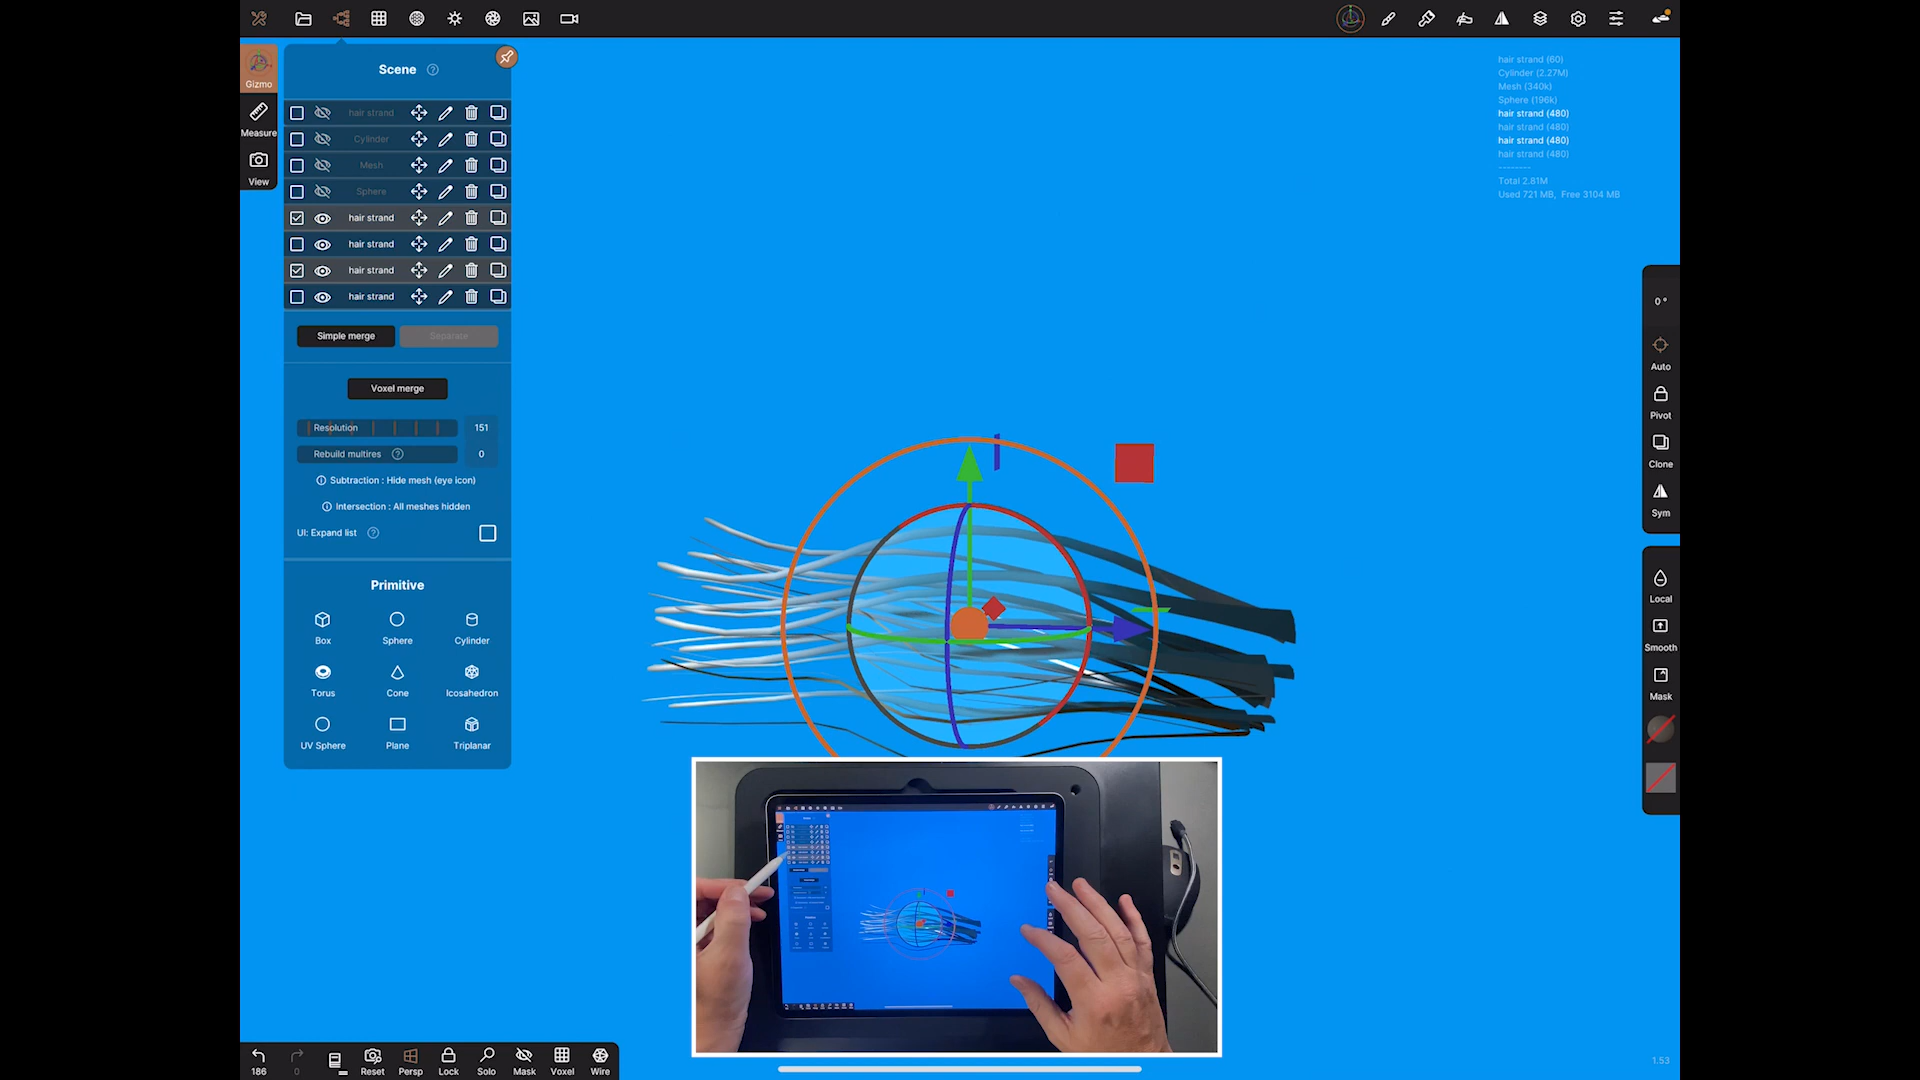 Gizmo
Measure
View
Scene
hair strand
Cylinder
Mesh
Sphere
hair strand
hair strand
hair strand
hair strand
Simple merge
Separate
Voxel merge
Resolution 151
Rebuild multires 0
Subtraction : Hide mesh (eye icon)
Intersection : All meshes hidden
UI: Expand list
Primitive
Box Sphere Cylinder
Torus Cone Icosahedron
UV Sphere Plane Triplanar
hair strand (60)
Cylinder (2.27M)
Mesh (340k)
Sphere (196k)
hair strand (480)
hair strand (480)
hair strand (480)
hair strand (480)
--------
Total 2.81M
Used 721 MB, Free 3104 MB
0 °
Auto
Pivot
Clone
Sym
Local
Smooth
Mask
186 0 Reset Persp Lock Solo Mask Voxel Wire
1.53